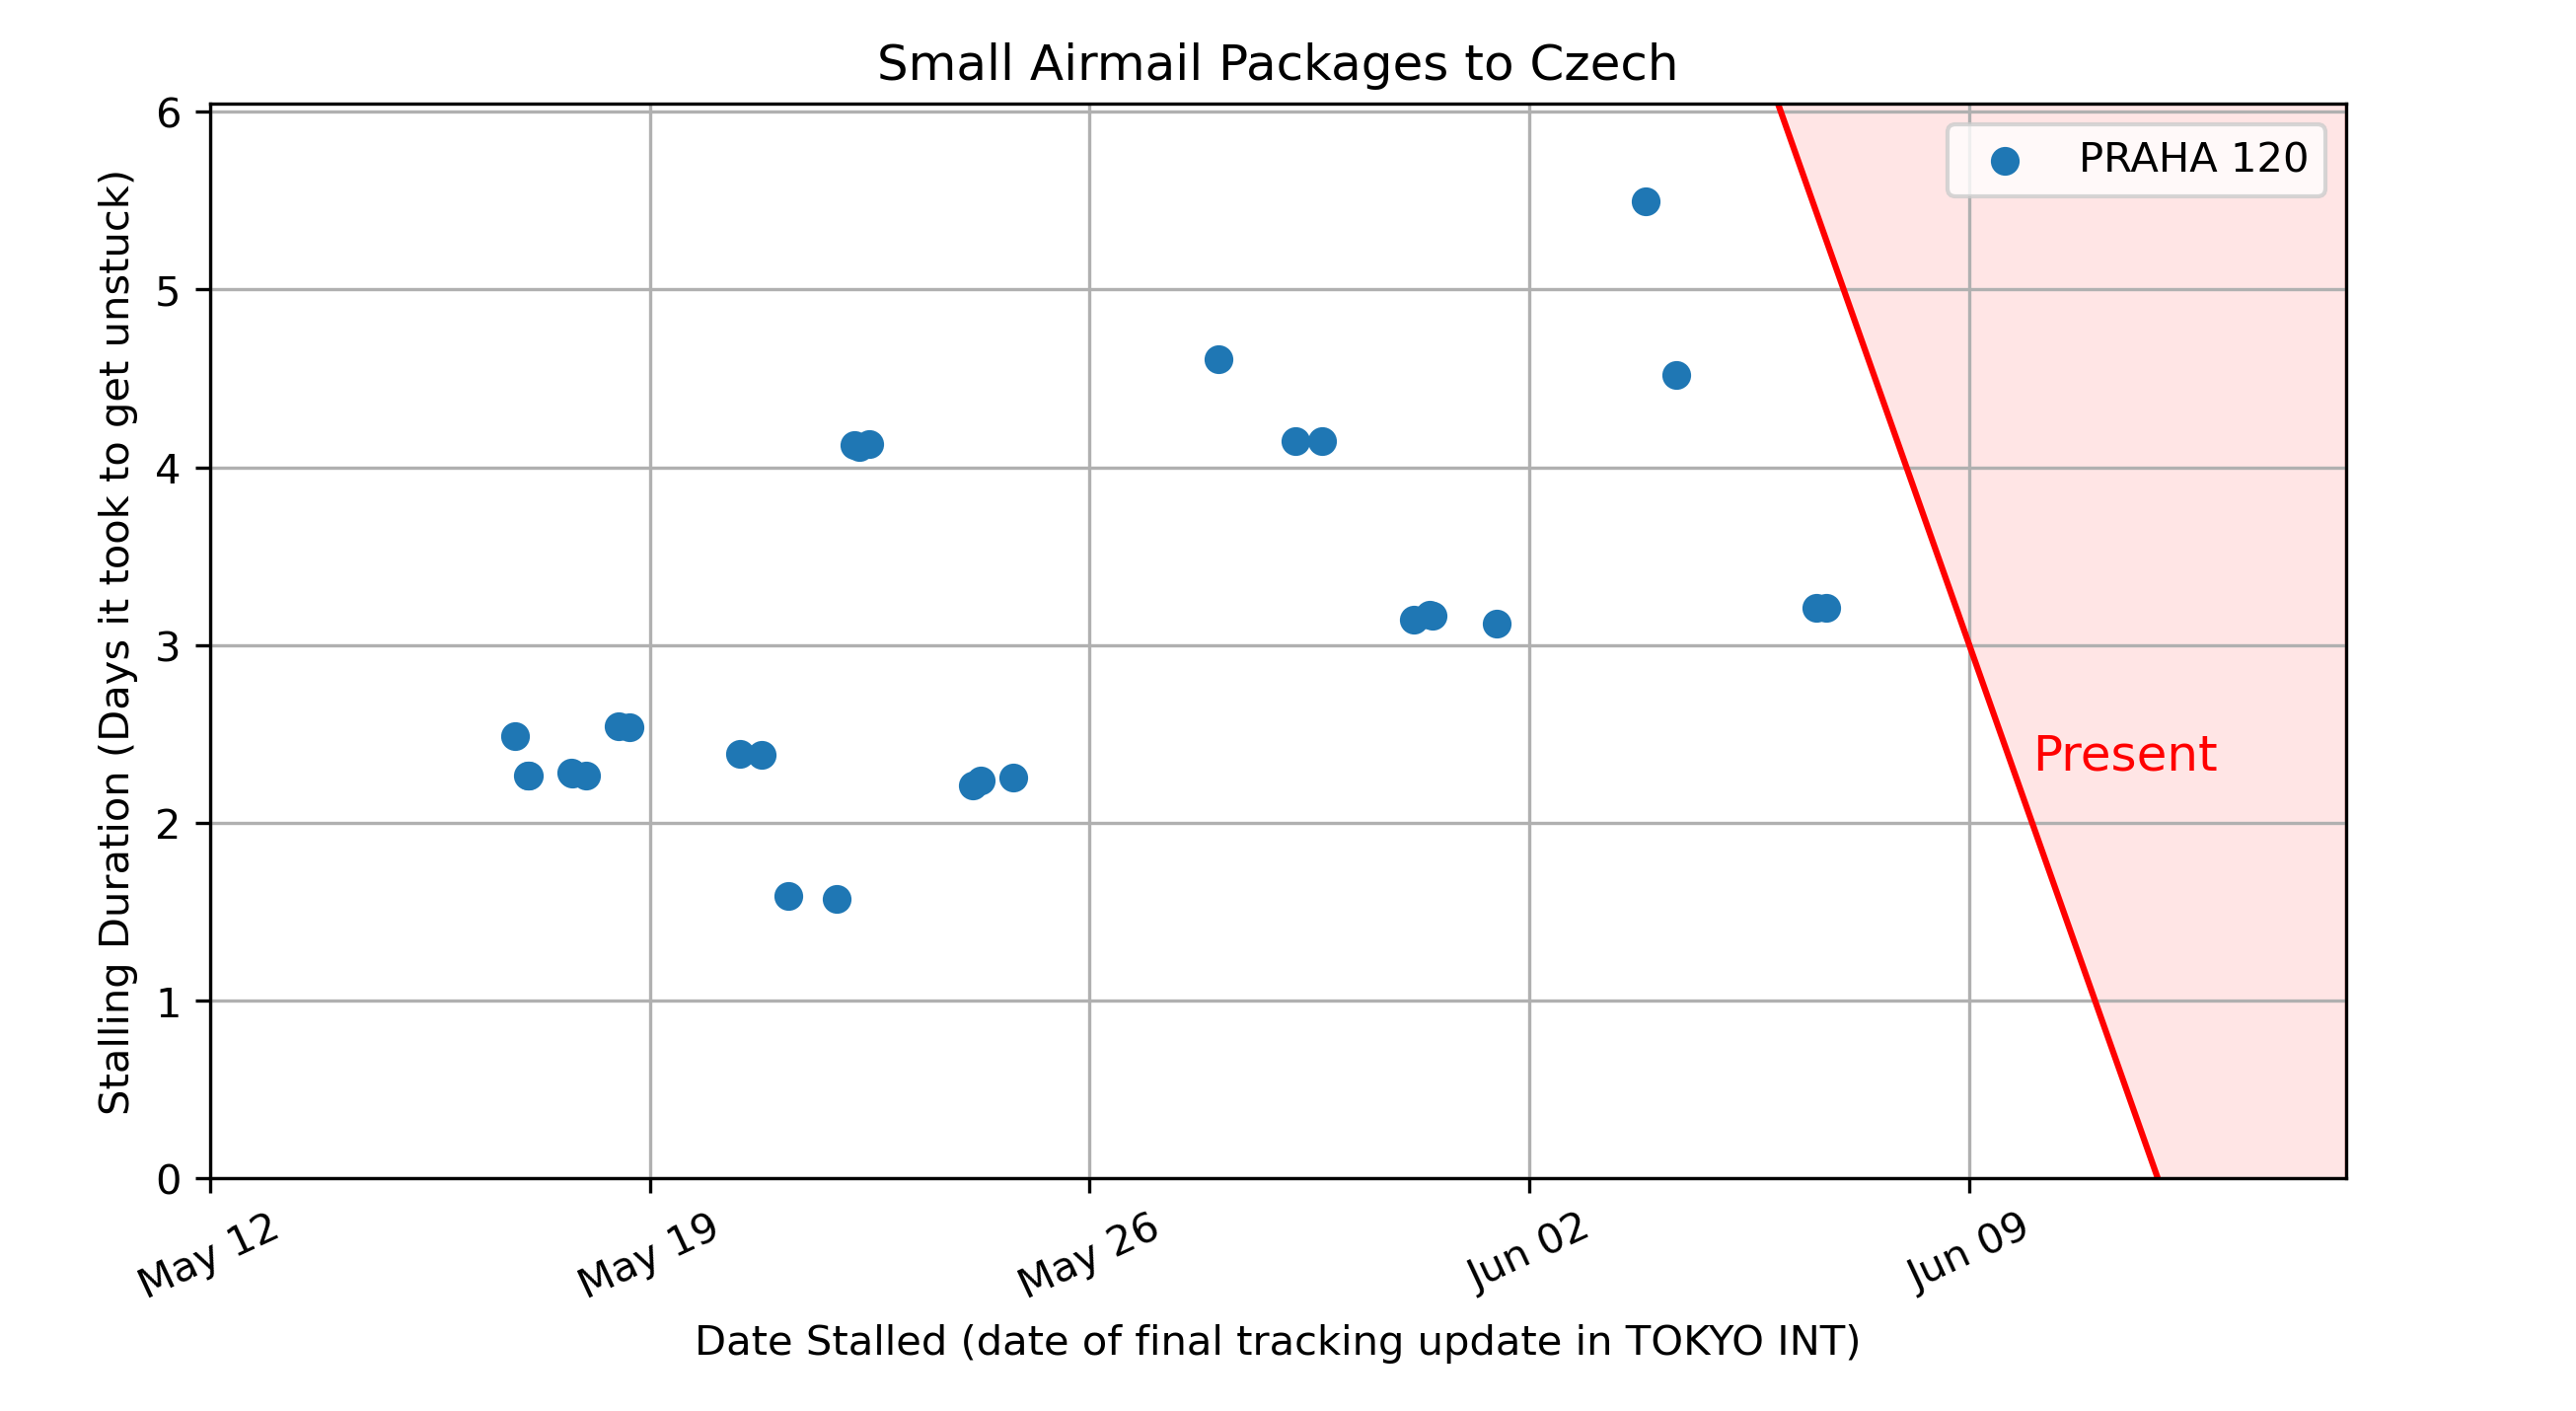 Small Airmail Packages to Czech
Stalling Duration (Days it took to get unstuck)
6
5
4
3
2
1
0
PRAHA 120
Present
May 12
May 19
May 26
Jun 02
Jun 09
Date Stalled (date of final tracking update in TOKYO INT)